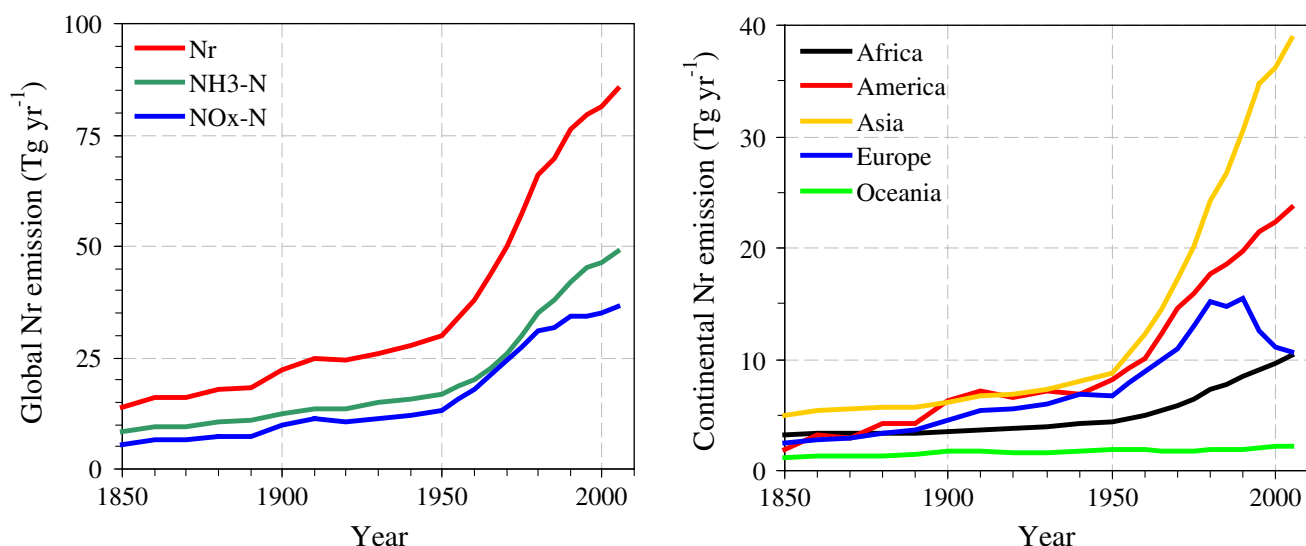 Global Nr emission (Tg yr-1)
100
75
50
25
0
Nr
NH3-N
NOx-N
1850
1900
1950
2000
Year
Continental Nr emission (Tg yr-1)
40
30
20
10
0
Africa
America
Asia
Europe
Oceania
1850
1900
1950
2000
Year